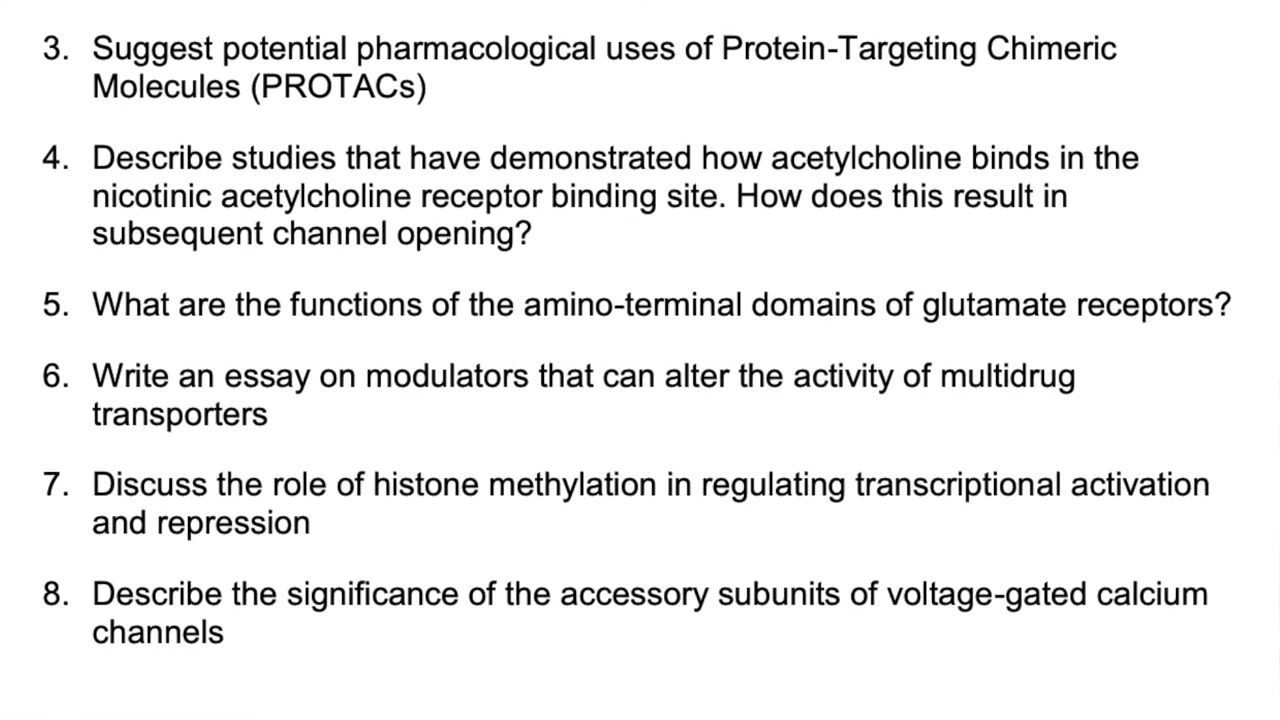 3. Suggest potential pharmacological uses of Protein-Targeting Chimeric
Molecules (PROTACs)
4. Describe studies that have demonstrated how acetylcholine binds in the
nicotinic acetylcholine receptor binding site. How does this result in
subsequent channel opening?
5. What are the functions of the amino-terminal domains of glutamate receptors?
6. Write an essay on modulators that can alter the activity of multidrug
transporters
7. Discuss the role of histone methylation in regulating transcriptional activation
and repression
8. Describe the significance of the accessory subunits of voltage-gated calcium
channels